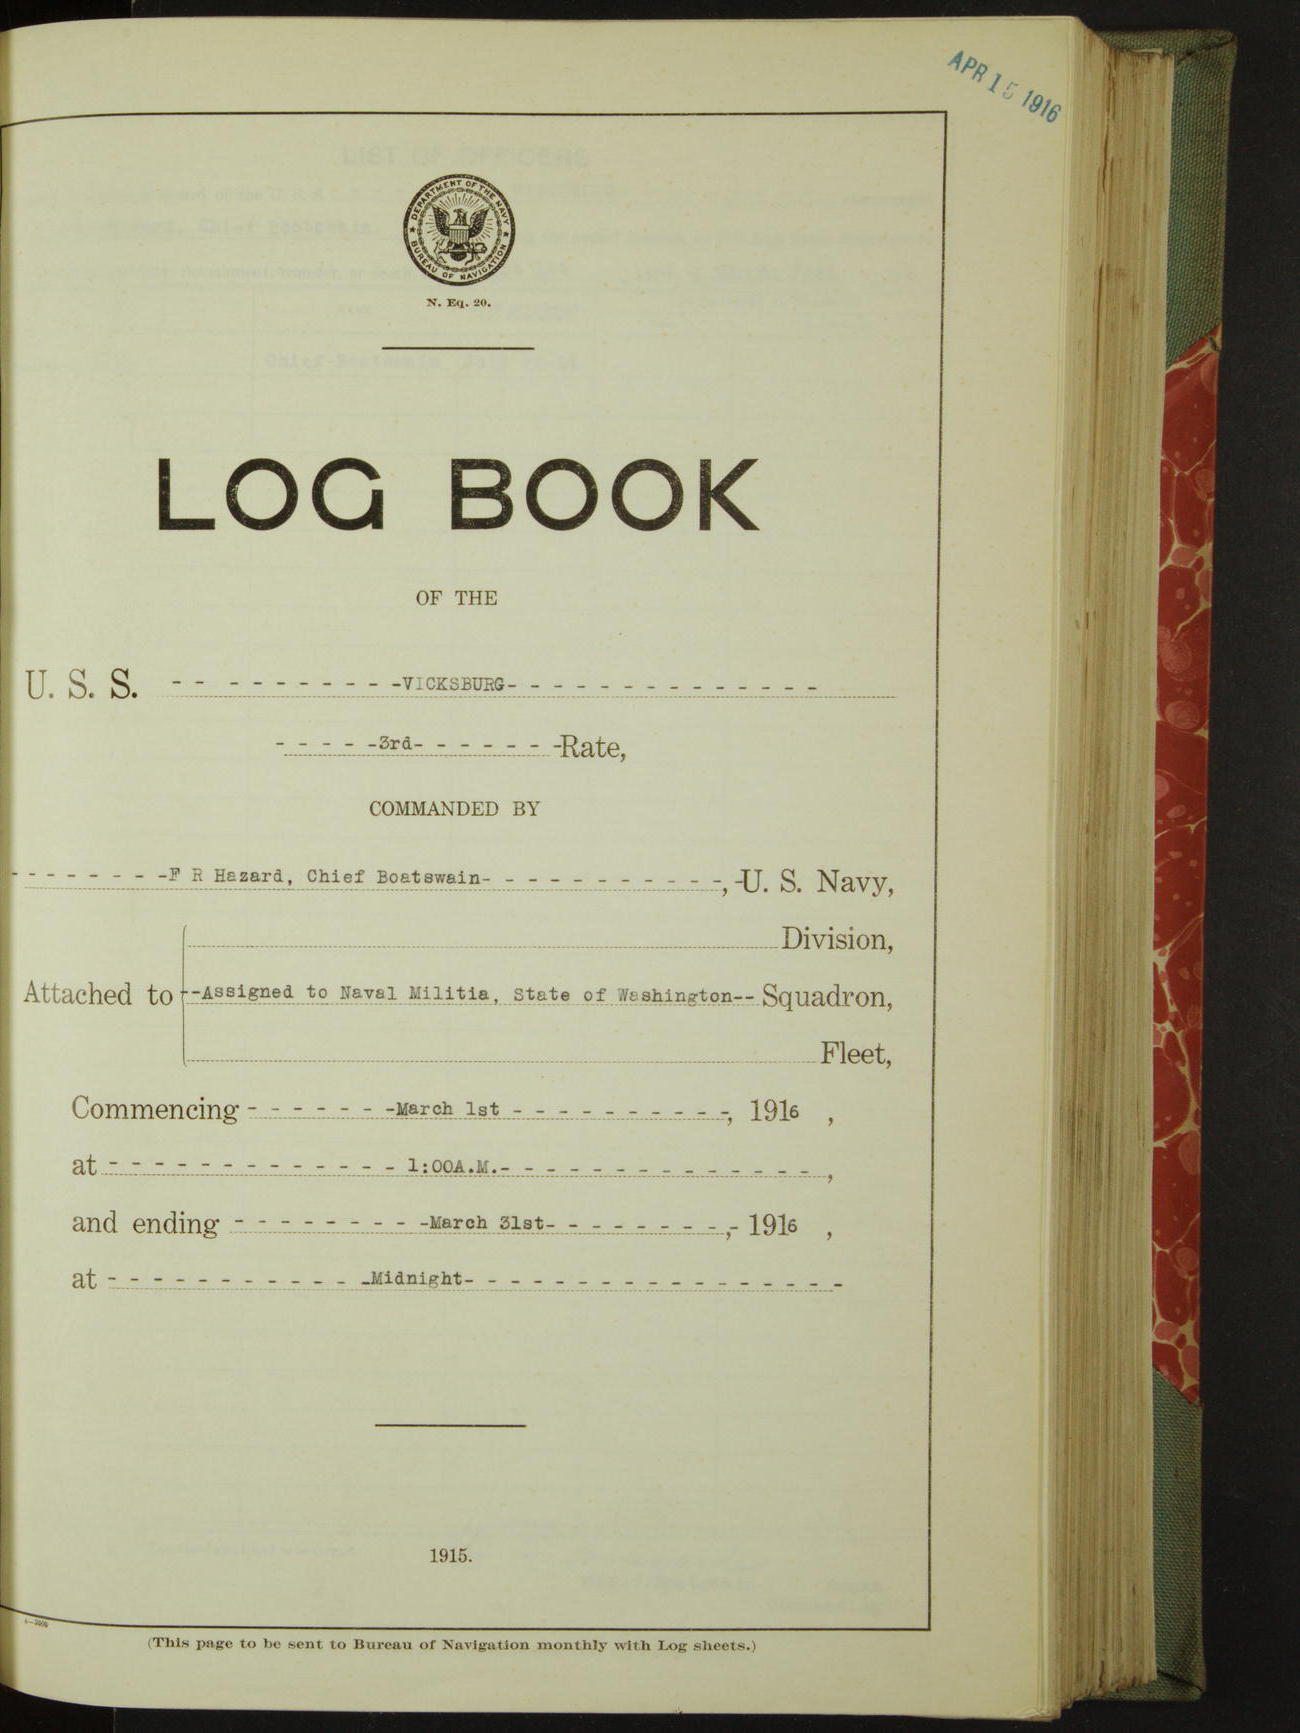 APR 15 1916
DEPARTMENT OF THE NAVY
BUREAU OF NAVIGATION
N. Eq. 20.
LOG BOOK
OF THE
U. S. S. - - - - - - - - - -VICKSBURG- - - - - - - - - - - - - -
- - - - -3rd- - - - - - -Rate,
COMMANDED BY
- - - - - - - -F R Hazard, Chief Boatswain- - - - - - - - - - - -, -U. S. Navy,
Division,
Attached to --Assigned to Naval Militia, State of Washington-- Squadron,
Fleet,
Commencing - - - - - - -March 1st - - - - - - - - - -, 1916 ,
at - - - - - - - - - - - - - 1:00A.M.- - - - - - - - - - - - - - ,
and ending - - - - - - - - -March 31st- - - - - - - -,- 1916 ,
at - - - - - - - - - - - -Midnight- - - - - - - - - - - - - - - - -
1915.
(This page to be sent to Bureau of Navigation monthly with Log sheets.)